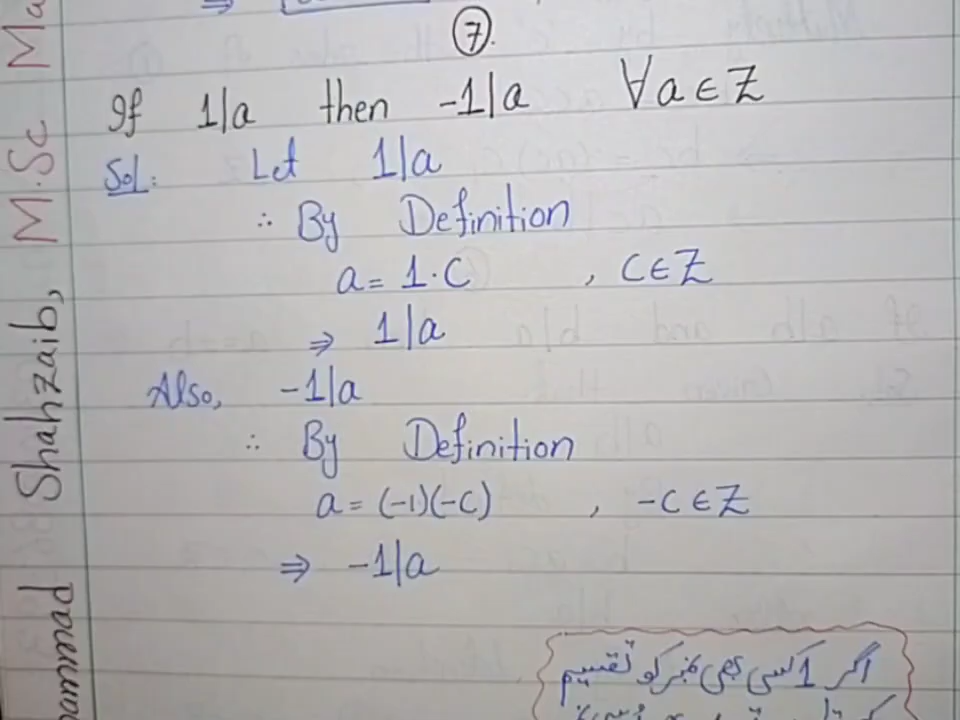 7.
If 1|a then -1|a ∀ a ∈ Z
Sol: Let 1|a
∴ By Definition
a = 1·C , C ∈ Z
⇒ 1|a
Also, -1|a
∴ By Definition
a = (-1)(-C) , -C ∈ Z
⇒ -1|a
اگر 1 کسی بھی نمبر کو تقسیم
Shahzaib, M.Sc Ma